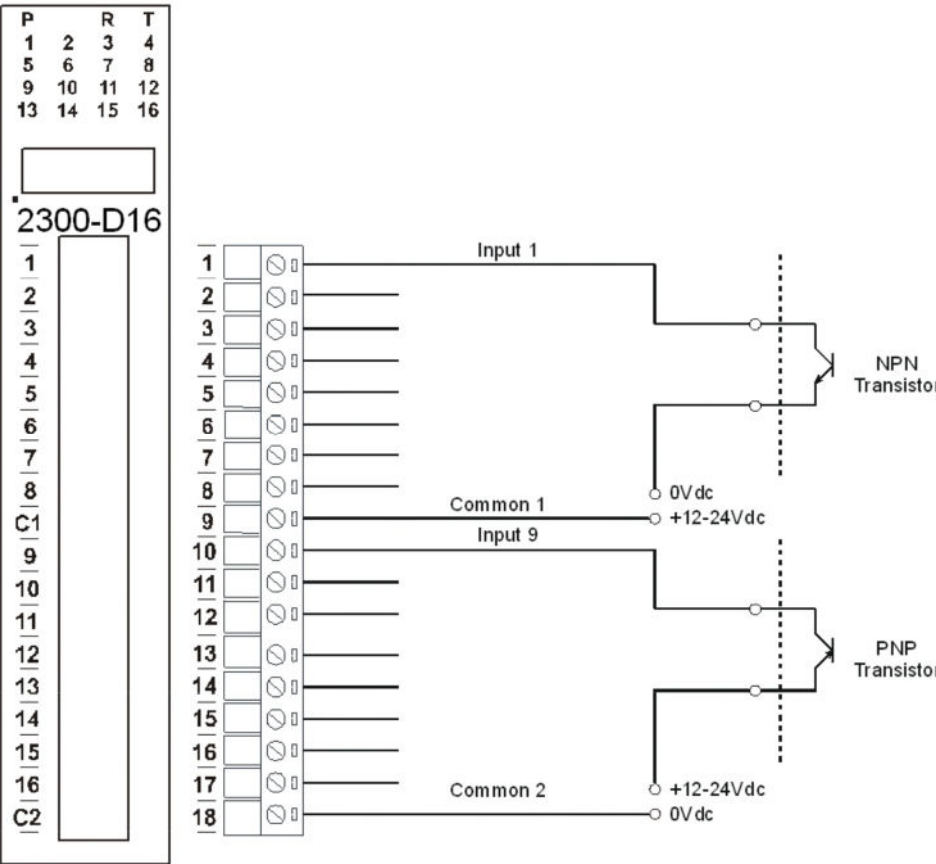 P R T
1 2 3 4
5 6 7 8
9 10 11 12
13 14 15 16
2300-D16
1
2
3
4
5
6
7
8
C1
9
10
11
12
13
14
15
16
C2
1
2
3
4
5
6
7
8
9
10
11
12
13
14
15
16
17
18
Input 1
NPN
Transistor
0Vdc
Common 1
+12-24Vdc
Input 9
PNP
Transistor
+12-24Vdc
Common 2
0Vdc